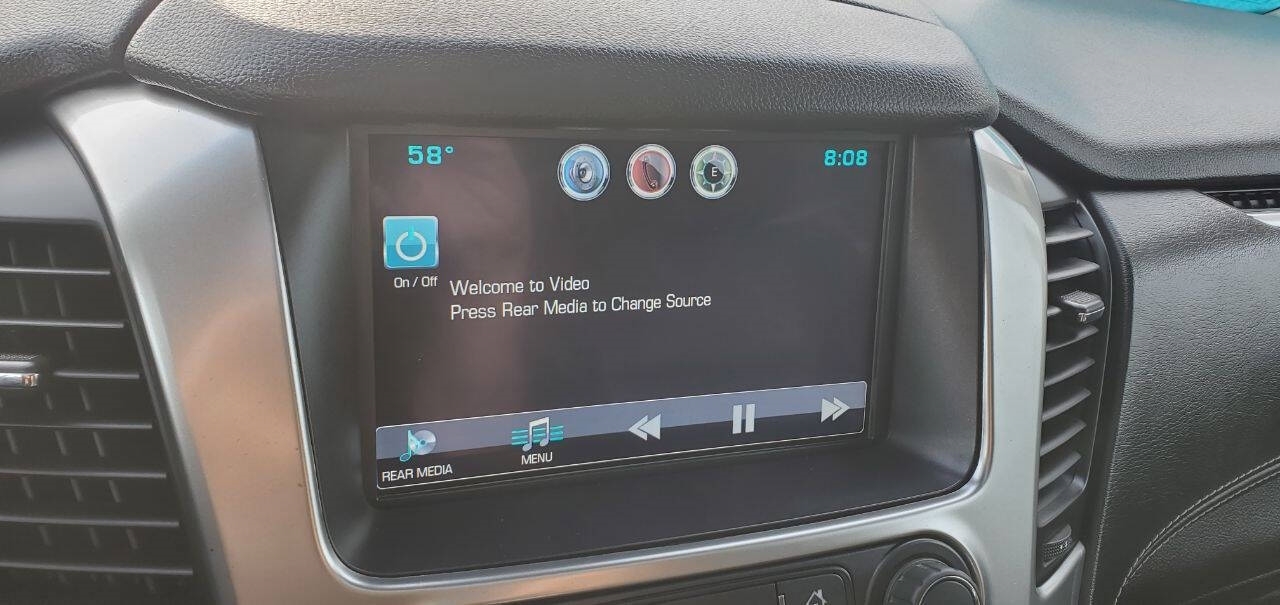 58°
E
8:08
On / Off
Welcome to Video
Press Rear Media to Change Source
REAR MEDIA
MENU